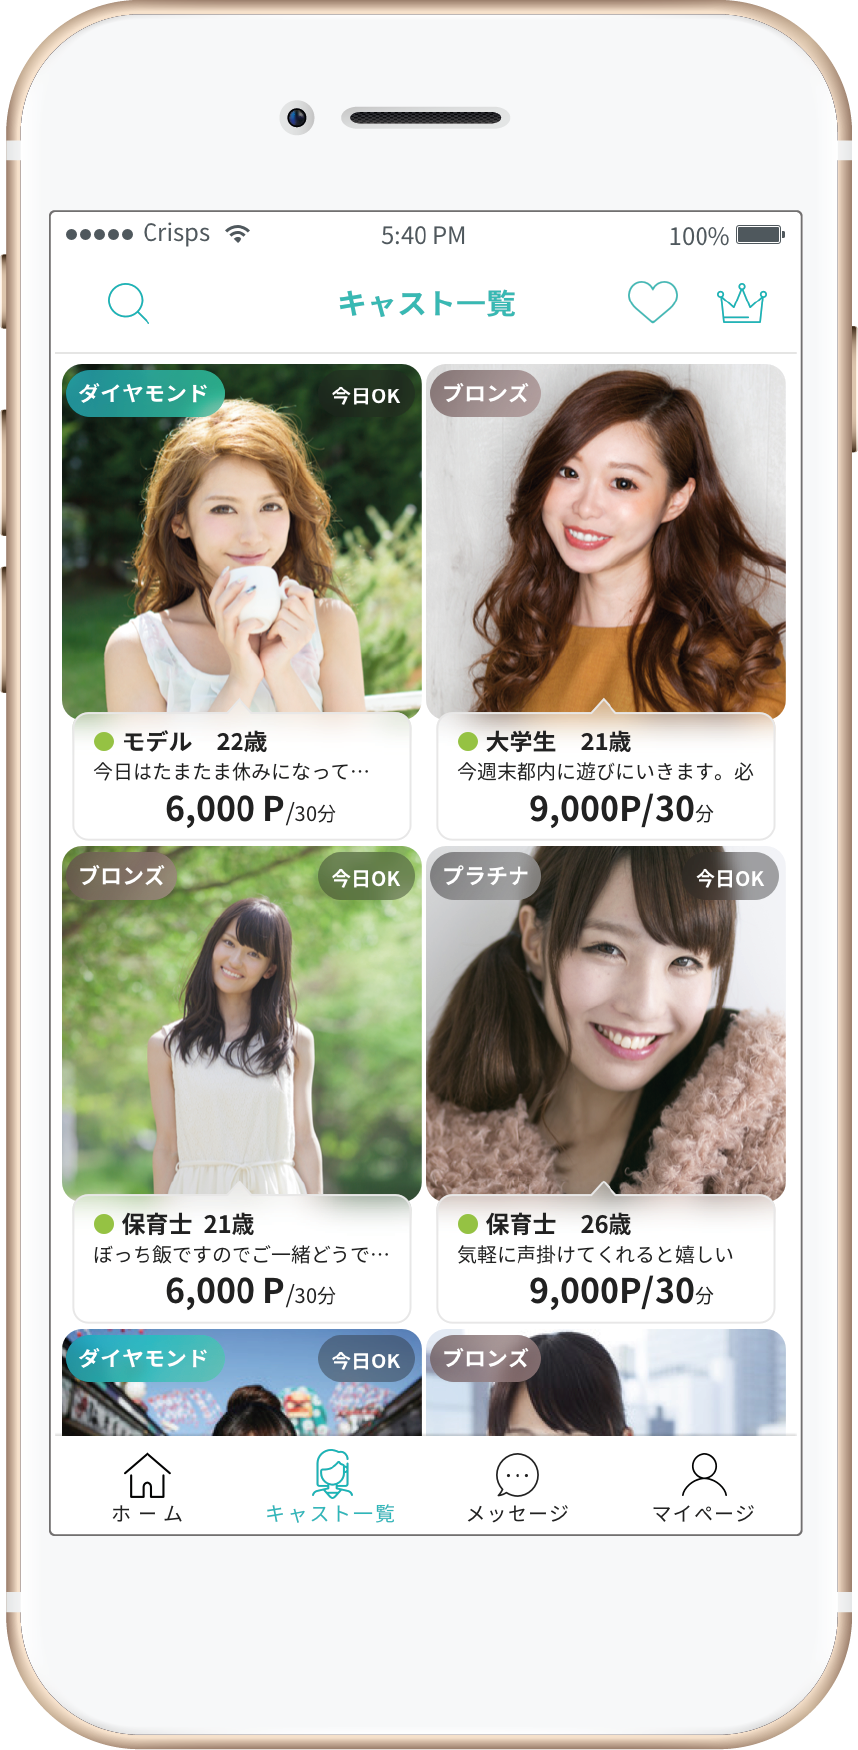 Crisps 5:40 PM 100%
キャスト一覧
ダイヤモンド 今日OK
ブロンズ
モデル 22歳
今日はたまたま休みになって…
6,000 P/30分
大学生 21歳
今週末都内に遊びにいきます。必
9,000P/30分
ブロンズ 今日OK
プラチナ 今日OK
保育士 21歳
ぼっち飯ですのでご一緒どうで…
6,000 P/30分
保育士 26歳
気軽に声掛けてくれると嬉しい
9,000P/30分
ダイヤモンド 今日OK
ブロンズ
ホーム キャスト一覧 メッセージ マイページ